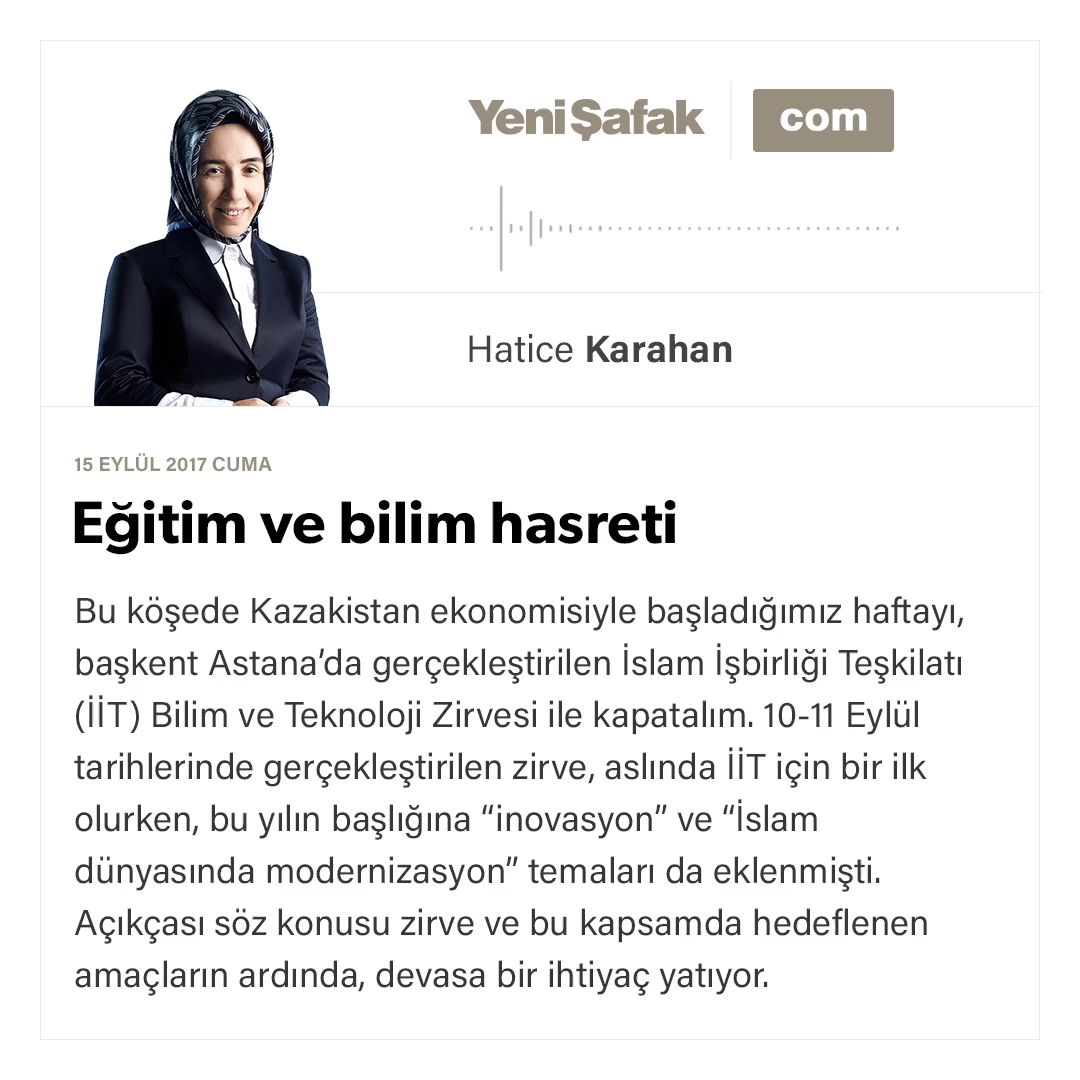 YeniŞafak com
Hatice Karahan
15 EYLÜL 2017 CUMA
Eğitim ve bilim hasreti
Bu köşede Kazakistan ekonomisiyle başladığımız haftayı,
başkent Astana’da gerçekleştirilen İslam İşbirliği Teşkilatı
(İİT) Bilim ve Teknoloji Zirvesi ile kapatalım. 10-11 Eylül
tarihlerinde gerçekleştirilen zirve, aslında İİT için bir ilk
olurken, bu yılın başlığına “inovasyon” ve “İslam
dünyasında modernizasyon” temaları da eklenmişti.
Açıkçası söz konusu zirve ve bu kapsamda hedeflenen
amaçların ardında, devasa bir ihtiyaç yatıyor.